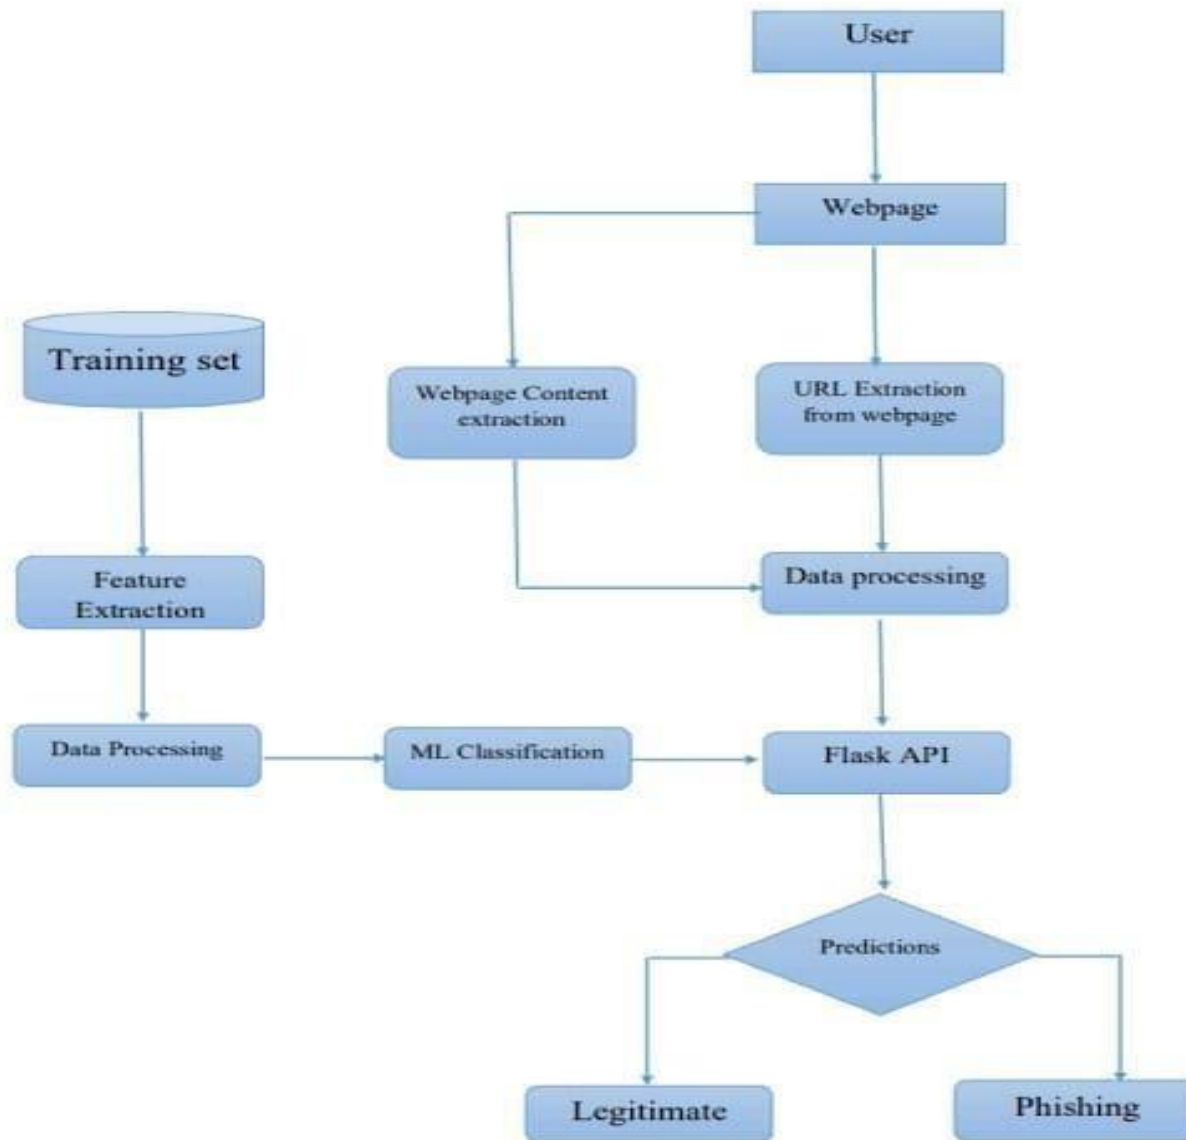 User
Webpage
Training set
Webpage Content
extraction
URL Extraction
from webpage
Feature
Extraction
Data processing
Data Processing
ML Classification
Flask API
Predictions
Legitimate
Phishing